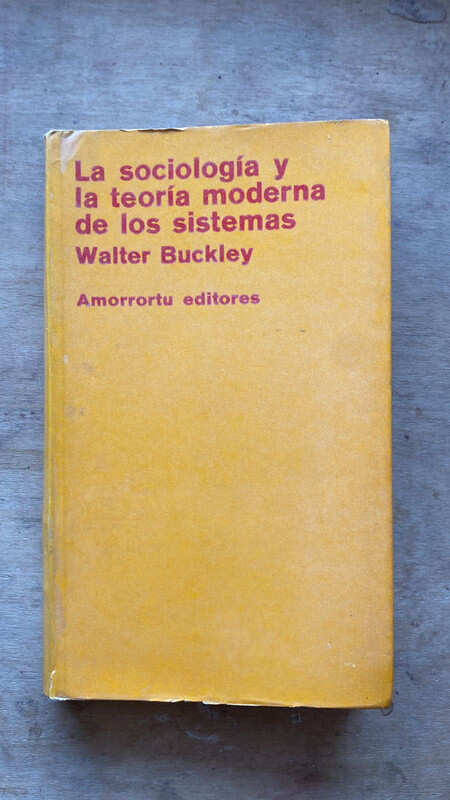 La sociología y
la teoría moderna
de los sistemas
Walter Buckley
Amorrortu editores